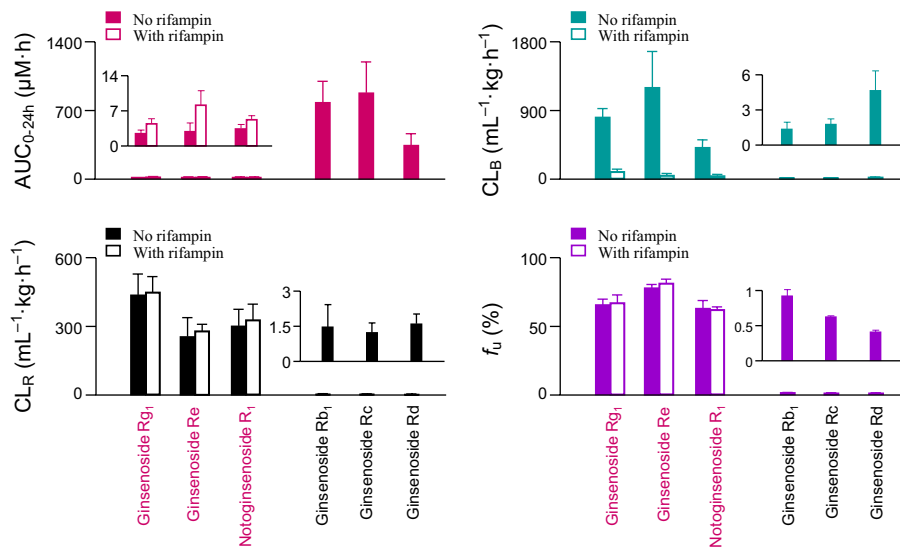 No rifampin
With rifampin
AUC0-24h (μM·h)
1400
700
0
14
7
0
No rifampin
With rifampin
CLB (mL⁻¹·kg·h⁻¹)
1800
900
0
6
3
0
No rifampin
With rifampin
CLR (mL⁻¹·kg·h⁻¹)
600
300
0
3
1.5
0
Ginsenoside Rg₁
Ginsenoside Re
Notoginsenoside R₁
Ginsenoside Rb₁
Ginsenoside Rc
Ginsenoside Rd
No rifampin
With rifampin
fu (%)
100
50
0
1
0.5
0
Ginsenoside Rg₁
Ginsenoside Re
Notoginsenoside R₁
Ginsenoside Rb₁
Ginsenoside Rc
Ginsenoside Rd